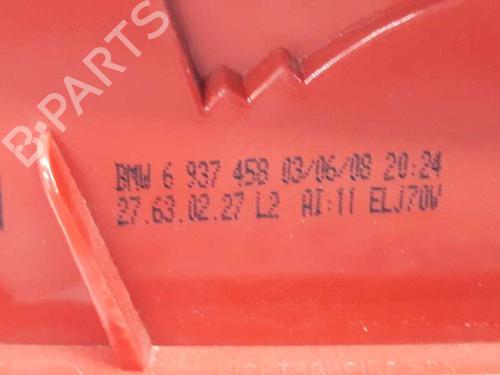 BMW 6 937 458 03/06/08 20:24
27.63.02.27 L2 AI:11 ELJ70V
B-PARTS